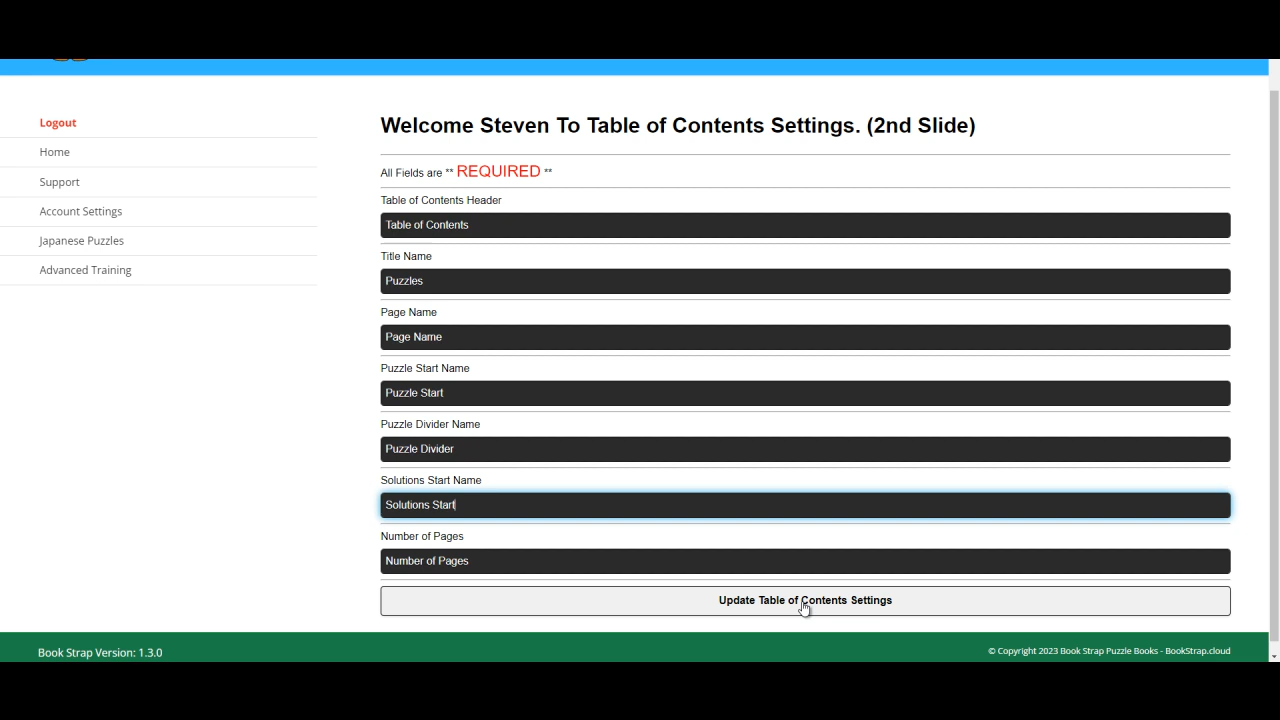 Logout
Home
Support
Account Settings
Japanese Puzzles
Advanced Training
Welcome Steven To Table of Contents Settings. (2nd Slide)
All Fields are ** REQUIRED **
Table of Contents Header
Table of Contents
Title Name
Puzzles
Page Name
Page Name
Puzzle Start Name
Puzzle Start
Puzzle Divider Name
Puzzle Divider
Solutions Start Name
Solutions Start
Number of Pages
Number of Pages
Update Table of Contents Settings
Book Strap Version: 1.3.0
© Copyright 2023 Book Strap Puzzle Books - BookStrap.cloud